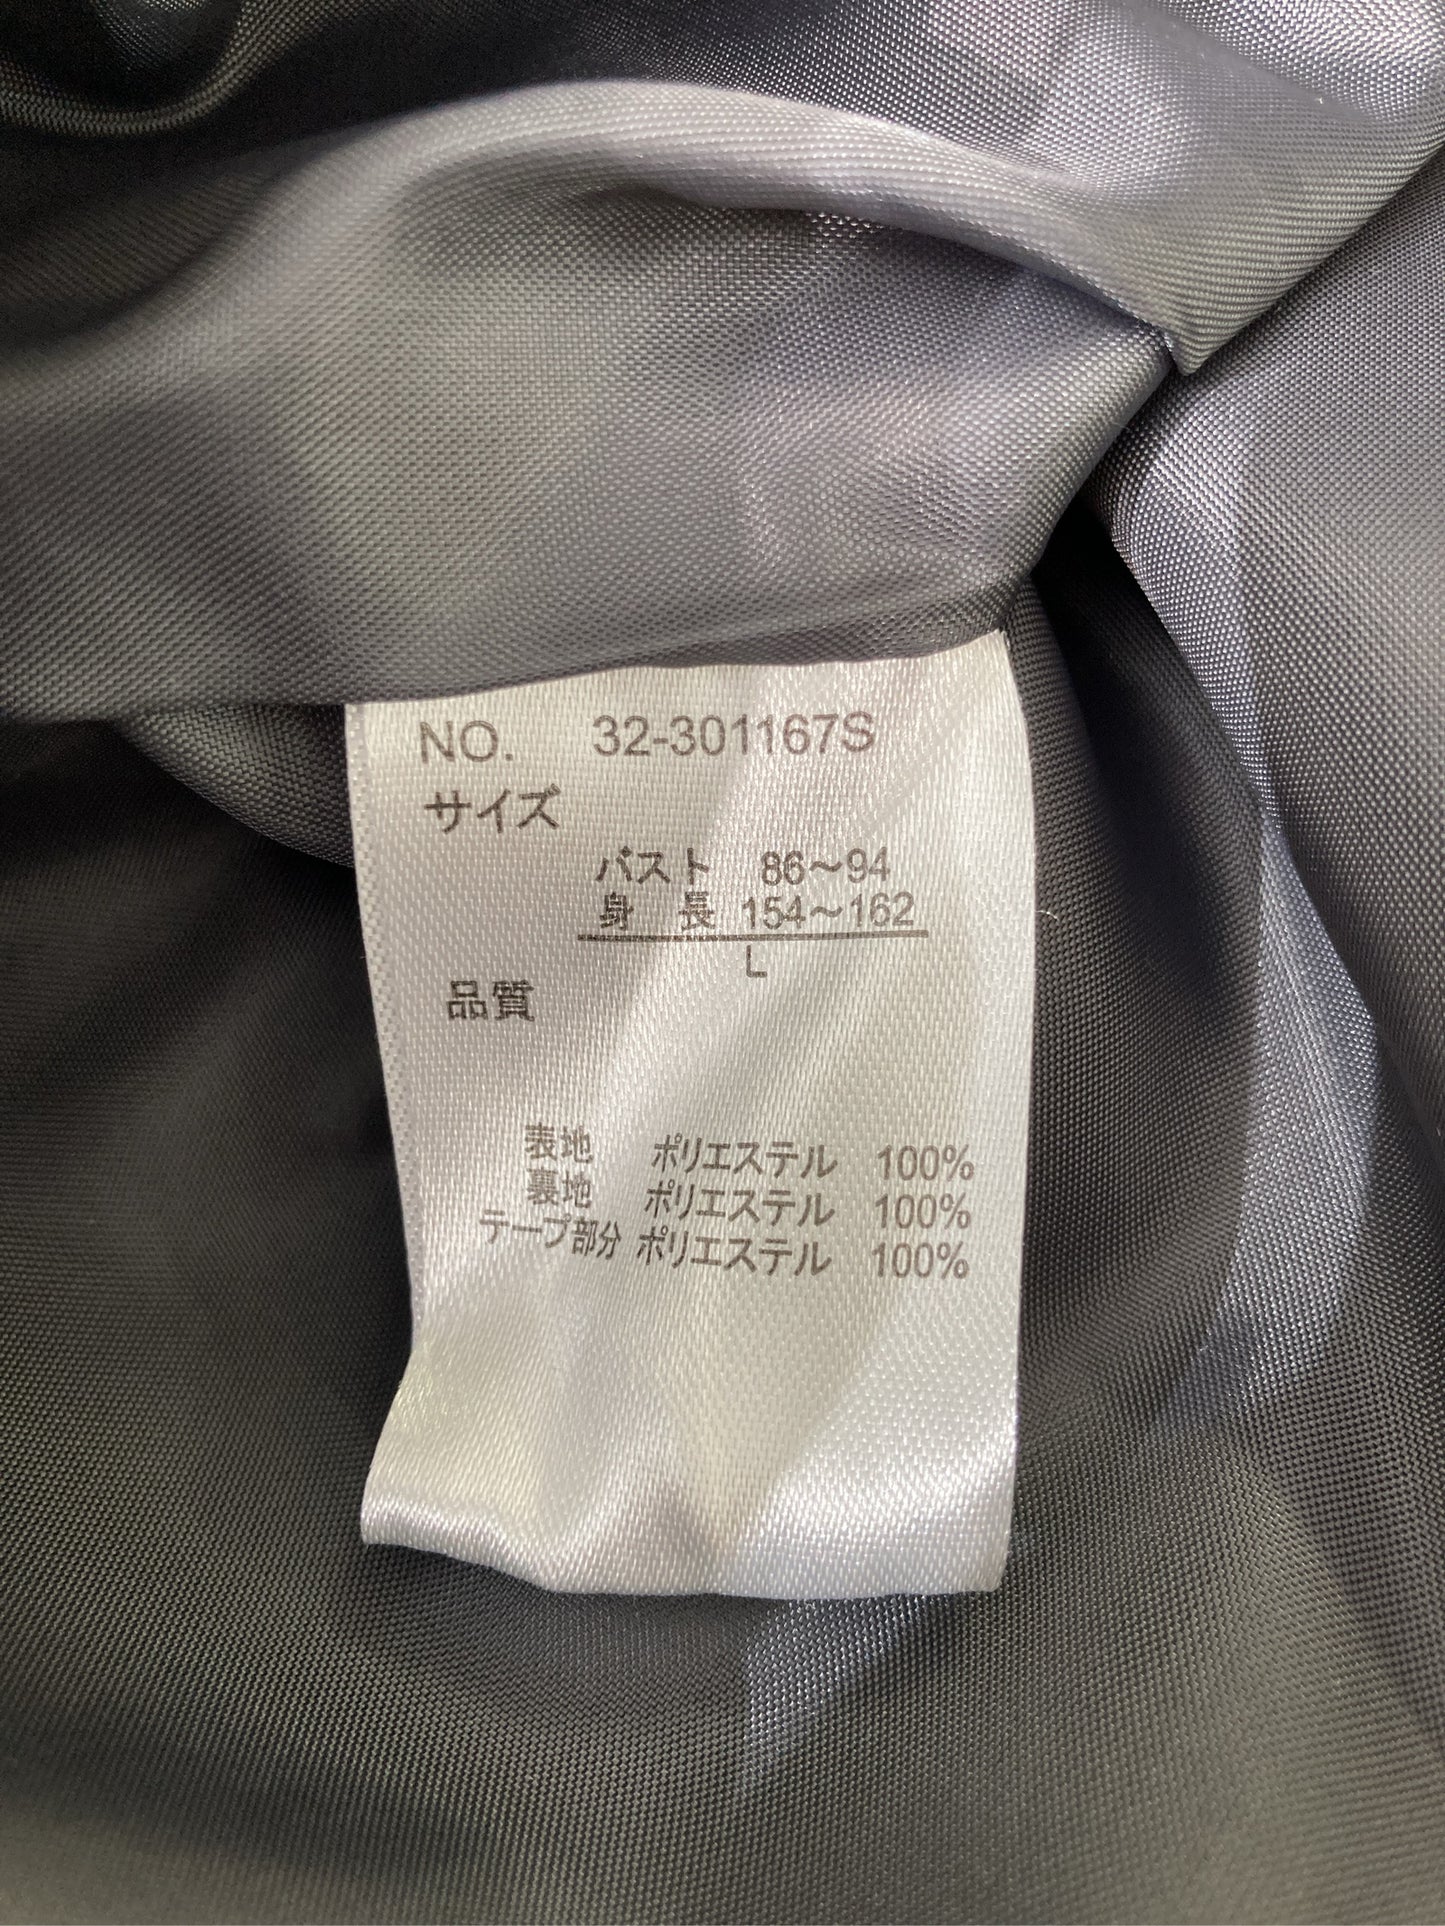 NO. 32-301167S
サイズ
バスト 86～94
身 長 154～162
L
品質
表地 ポリエステル 100%
裏地 ポリエステル 100%
テープ部分 ポリエステル 100%